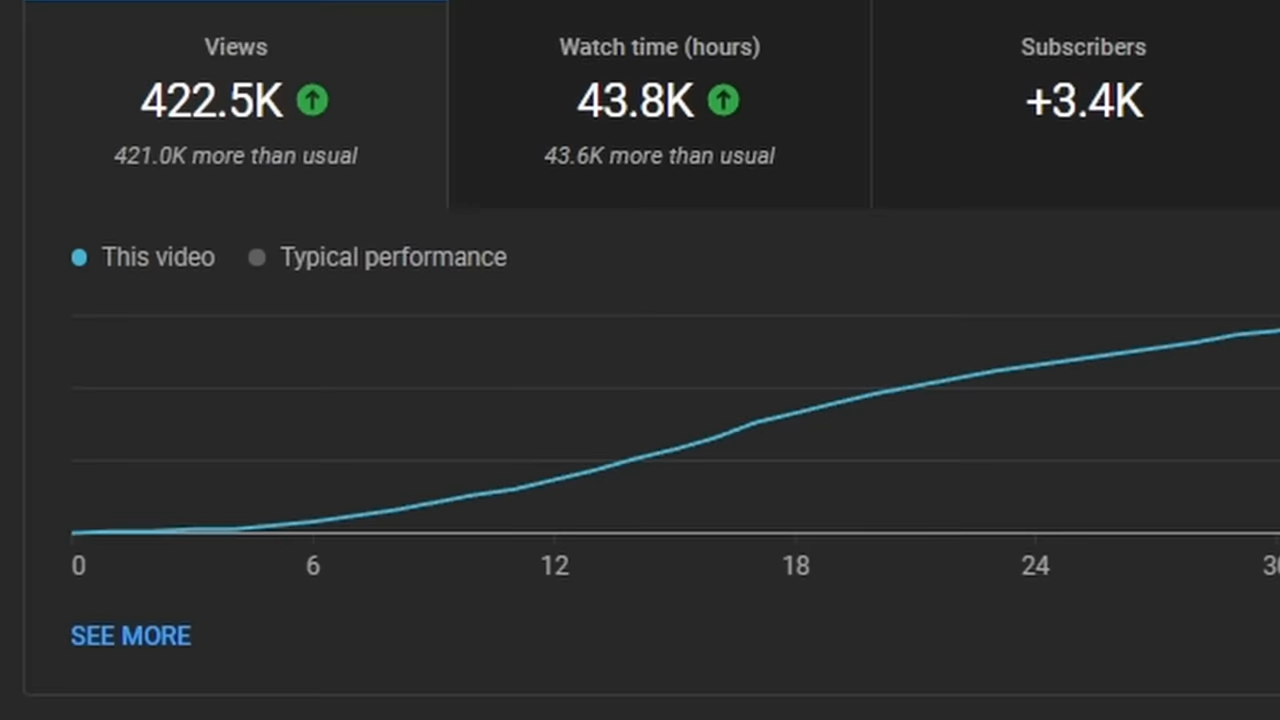 Views
Watch time (hours)
Subscribers
422.5K
43.8K
+3.4K
421.0K more than usual
43.6K more than usual
This video
Typical performance
0 6 12 18 24
SEE MORE